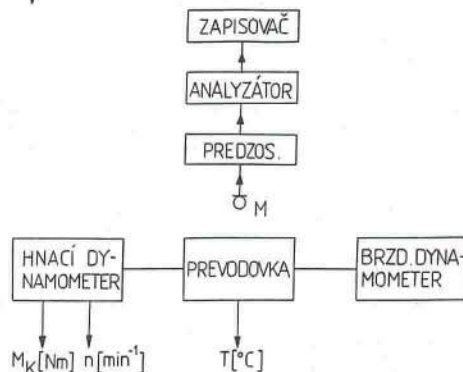 ZAPISOVAČ
ANALYZÁTOR
PREDZOS.
M
HNACÍ DY-
NAMOMETER
PREVODOVKA
BRZD. DYNA-
MOMETER
M_K[Nm] n[min⁻¹] T[°C]